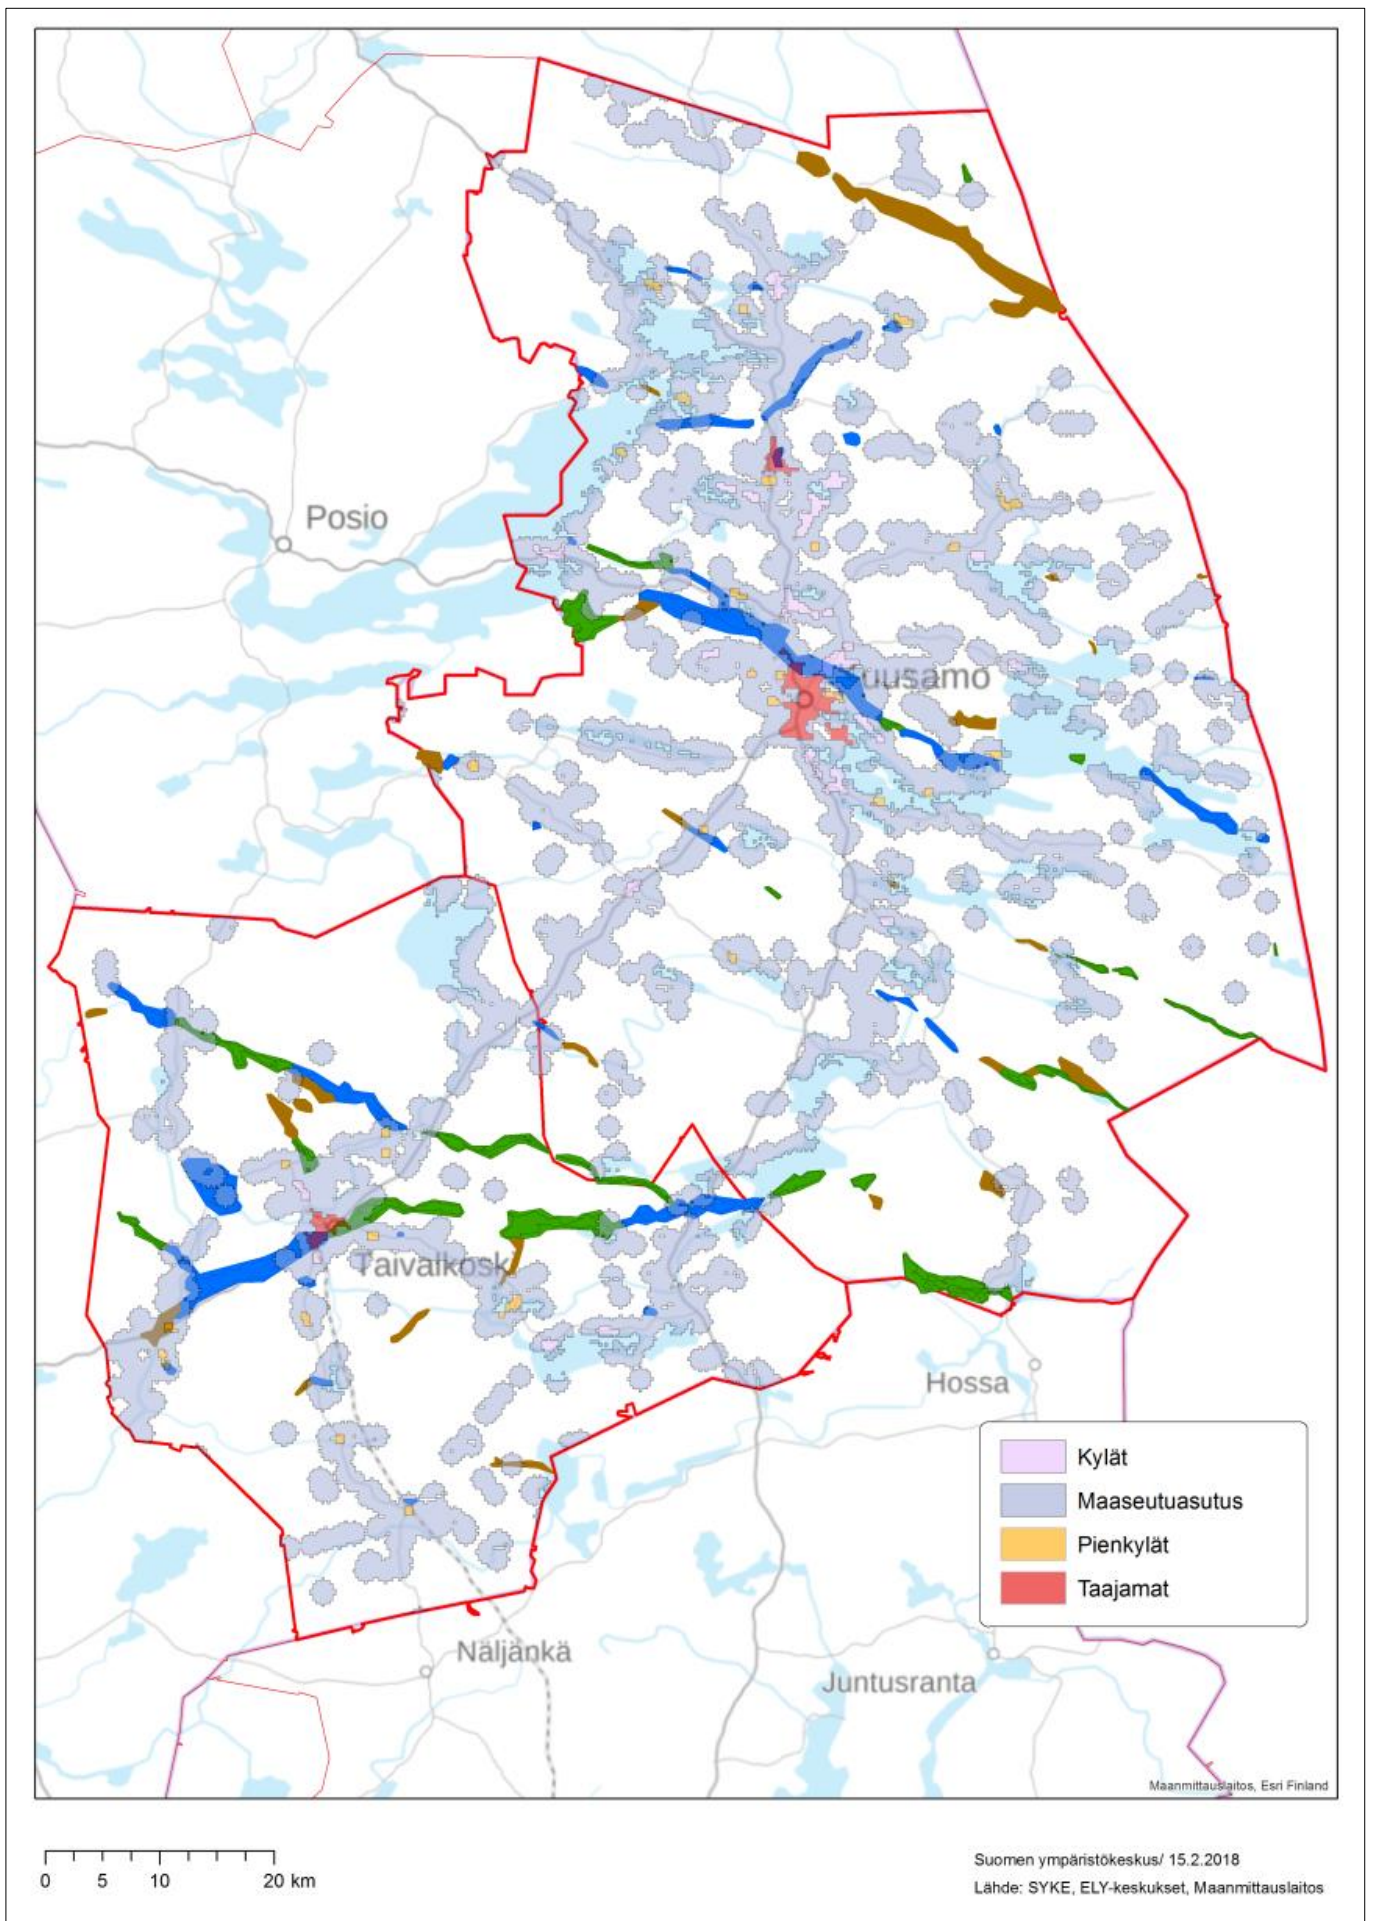 Posio
Kuusamo
Taivalkoski
Hossa
Kylät
Maaseutuasutus
Pienkylät
Taajamat
Näljänkä
Juntusranta
Maanmittauslaitos, Esri Finland
0 5 10 20 km
Suomen ympäristökeskus/ 15.2.2018
Lähde: SYKE, ELY-keskukset, Maanmittauslaitos